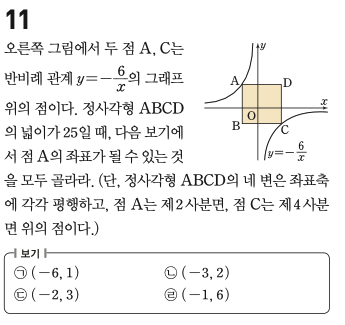 11
오른쪽 그림에서 두 점 A, C는
반비례 관계 y=-6/x의 그래프
위의 점이다. 정사각형 ABCD
의 넓이가 25일 때, 다음 보기에
서 점 A의 좌표가 될 수 있는 것
을 모두 골라라. (단, 정사각형 ABCD의 네 변은 좌표축
에 각각 평행하고, 점 A는 제2사분면, 점 C는 제4사분
면 위의 점이다.)
y
A D
x
O
B C
y=-6/x
보기
㉠ (-6, 1) ㉡ (-3, 2)
㉢ (-2, 3) ㉣ (-1, 6)